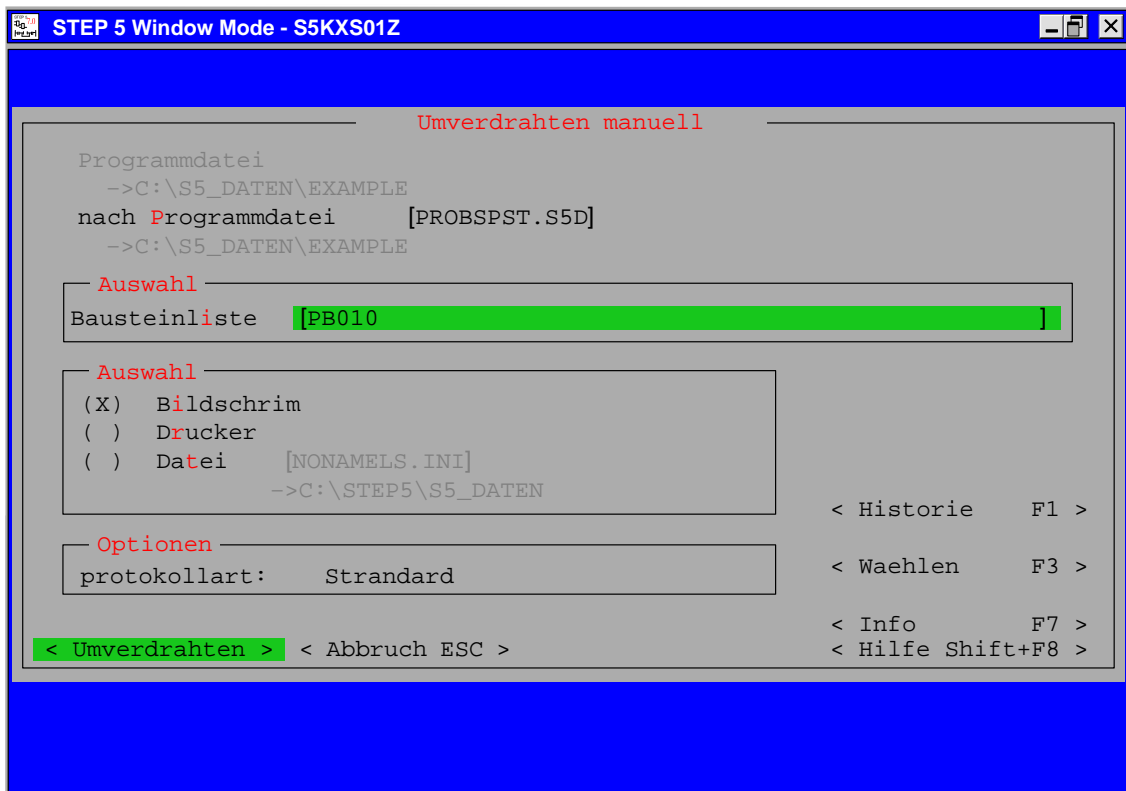 STEP 5 Window Mode - S5KXS01Z
Umverdrahten manuell
Programmdatei
->C:\S5_DATEN\EXAMPLE
nach Programmdatei [PROBSPST.S5D]
->C:\S5_DATEN\EXAMPLE
Auswahl
Bausteinliste [PB010 ]
Auswahl
(X) Bildschrim
( ) Drucker
( ) Datei [NONAMELS.INI]
->C:\STEP5\S5_DATEN
< Historie F1 >
Optionen
protokollart: Strandard
< Waehlen F3 >
< Info F7 >
< Umverdrahten > < Abbruch ESC > < Hilfe Shift+F8 >